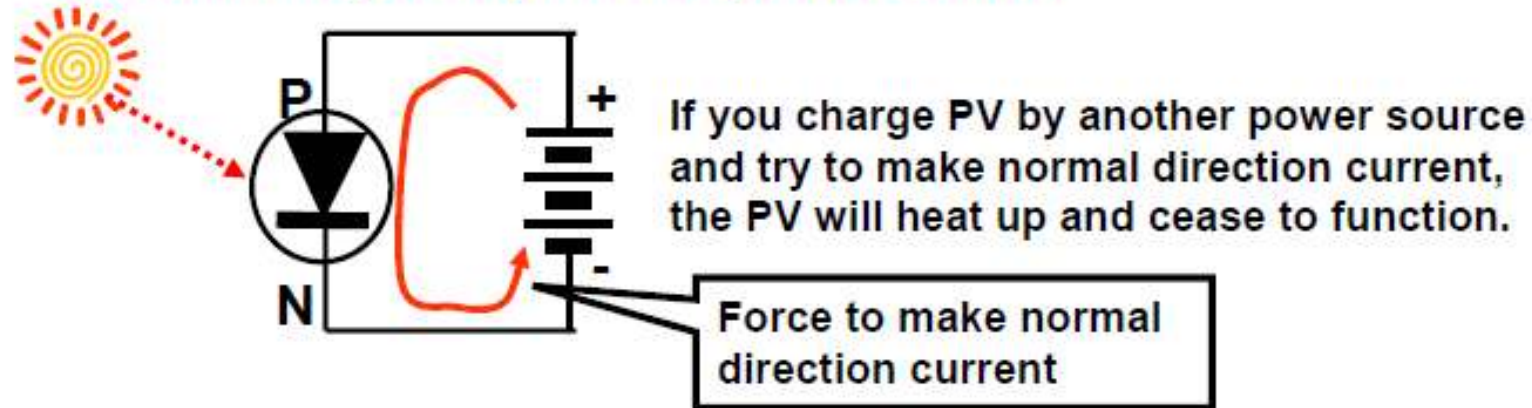 P
+
If you charge PV by another power source
and try to make normal direction current,
the PV will heat up and cease to function.
-
N
Force to make normal
direction current